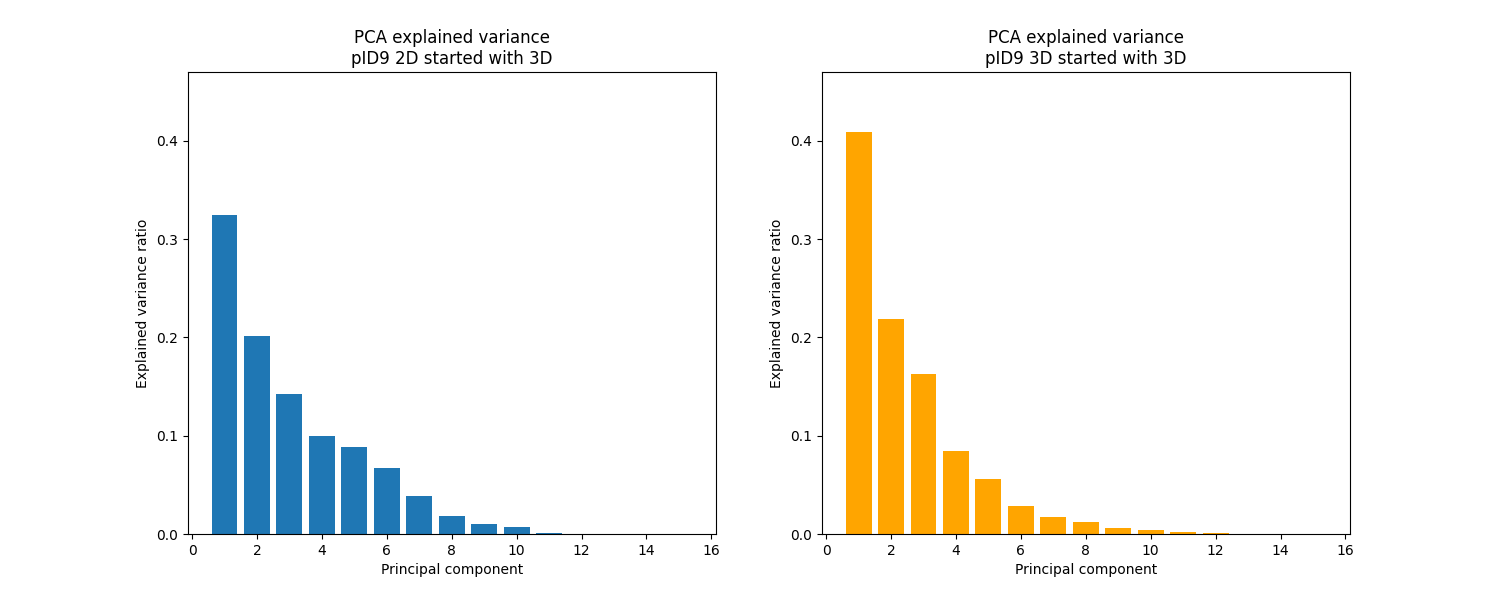 PCA explained variance
pID9 2D started with 3D
Explained variance ratio
0.4
0.3
0.2
0.1
0.0
0 2 4 6 8 10 12 14 16
Principal component
PCA explained variance
pID9 3D started with 3D
Explained variance ratio
0.4
0.3
0.2
0.1
0.0
0 2 4 6 8 10 12 14 16
Principal component